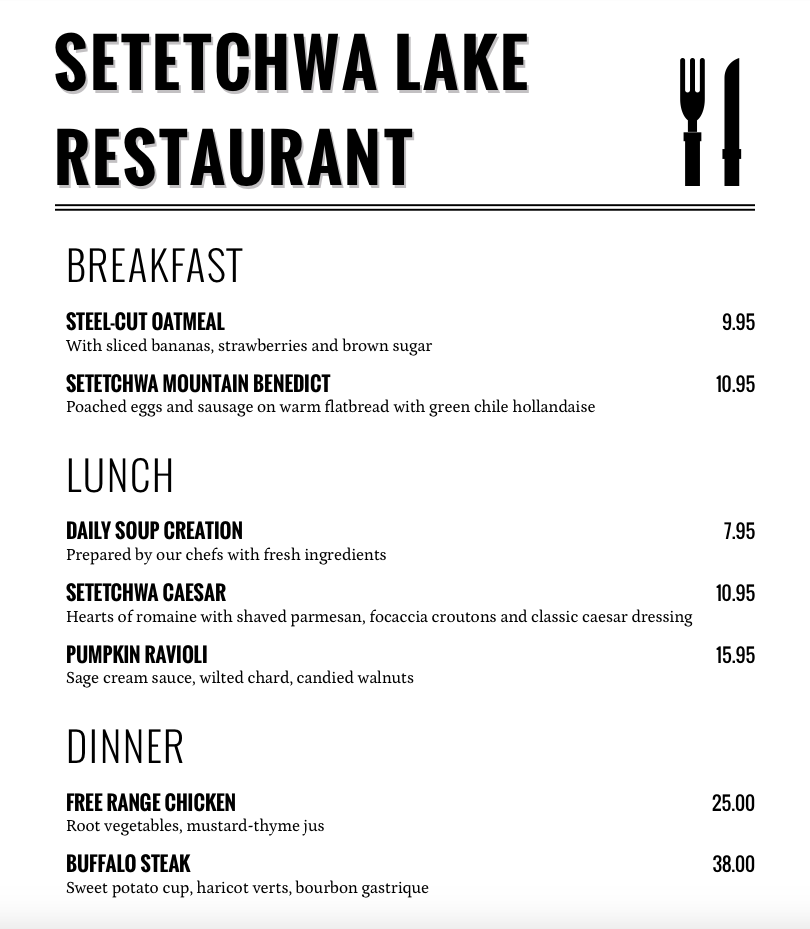 SETETCHWA LAKE
RESTAURANT
BREAKFAST
STEEL-CUT OATMEAL 9.95
With sliced bananas, strawberries and brown sugar
SETETCHWA MOUNTAIN BENEDICT 10.95
Poached eggs and sausage on warm flatbread with green chile hollandaise
LUNCH
DAILY SOUP CREATION 7.95
Prepared by our chefs with fresh ingredients
SETETCHWA CAESAR 10.95
Hearts of romaine with shaved parmesan, focaccia croutons and classic caesar dressing
PUMPKIN RAVIOLI 15.95
Sage cream sauce, wilted chard, candied walnuts
DINNER
FREE RANGE CHICKEN 25.00
Root vegetables, mustard-thyme jus
BUFFALO STEAK 38.00
Sweet potato cup, haricot verts, bourbon gastrique